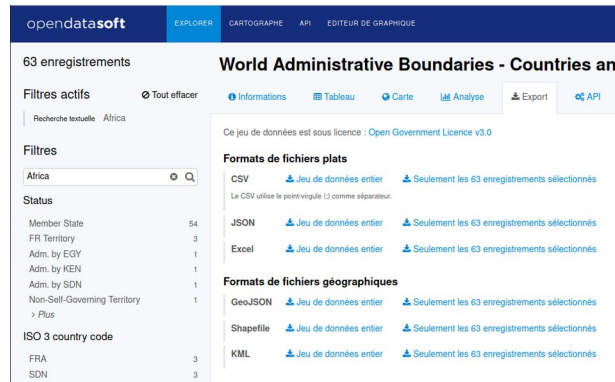 opendatasoft
EXPLORER
CARTOGRAPHE
API
EDITEUR DE GRAPHIQUE
63 enregistrements
Filtres actifs
Tout effacer
Recherche textuelle Africa
Filtres
Africa
Status
Member State 54
FR Territory 3
Adm. by EGY 1
Adm. by KEN 1
Adm. by SDN 1
Non-Self-Governing Territory 1
> Plus
ISO 3 country code
FRA 3
SDN 3
World Administrative Boundaries - Countries an
Informations
Tableau
Carte
Analyse
Export
API
Ce jeu de données est sous licence : Open Government Licence v3.0
Formats de fichiers plats
CSV Jeu de données entier Seulement les 63 enregistrements sélectionnés
Le CSV utilise le point-virgule (;) comme séparateur.
JSON Jeu de données entier Seulement les 63 enregistrements sélectionnés
Excel Jeu de données entier Seulement les 63 enregistrements sélectionnés
Formats de fichiers géographiques
GeoJSON Jeu de données entier Seulement les 63 enregistrements sélectionnés
Shapefile Jeu de données entier Seulement les 63 enregistrements sélectionnés
KML Jeu de données entier Seulement les 63 enregistrements sélectionnés